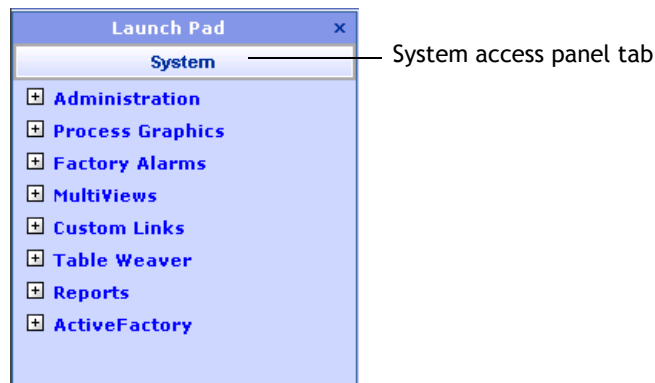 Launch Pad x
System
System access panel tab
+ Administration
+ Process Graphics
+ Factory Alarms
+ MultiViews
+ Custom Links
+ Table Weaver
+ Reports
+ ActiveFactory